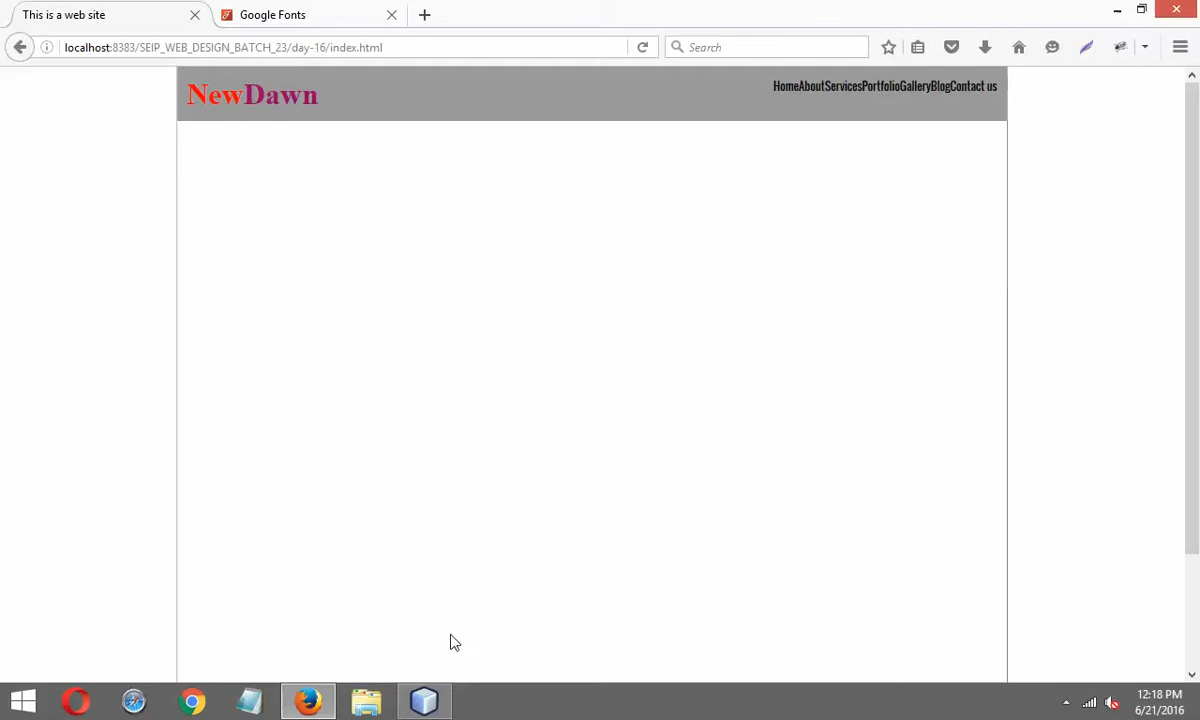 This is a web site
Google Fonts
localhost:8383/SEIP_WEB_DESIGN_BATCH_23/day-16/index.html
Search
NewDawn
HomeAboutServicesPortfolioGalleryBlogContact us
12:18 PM
6/21/2016